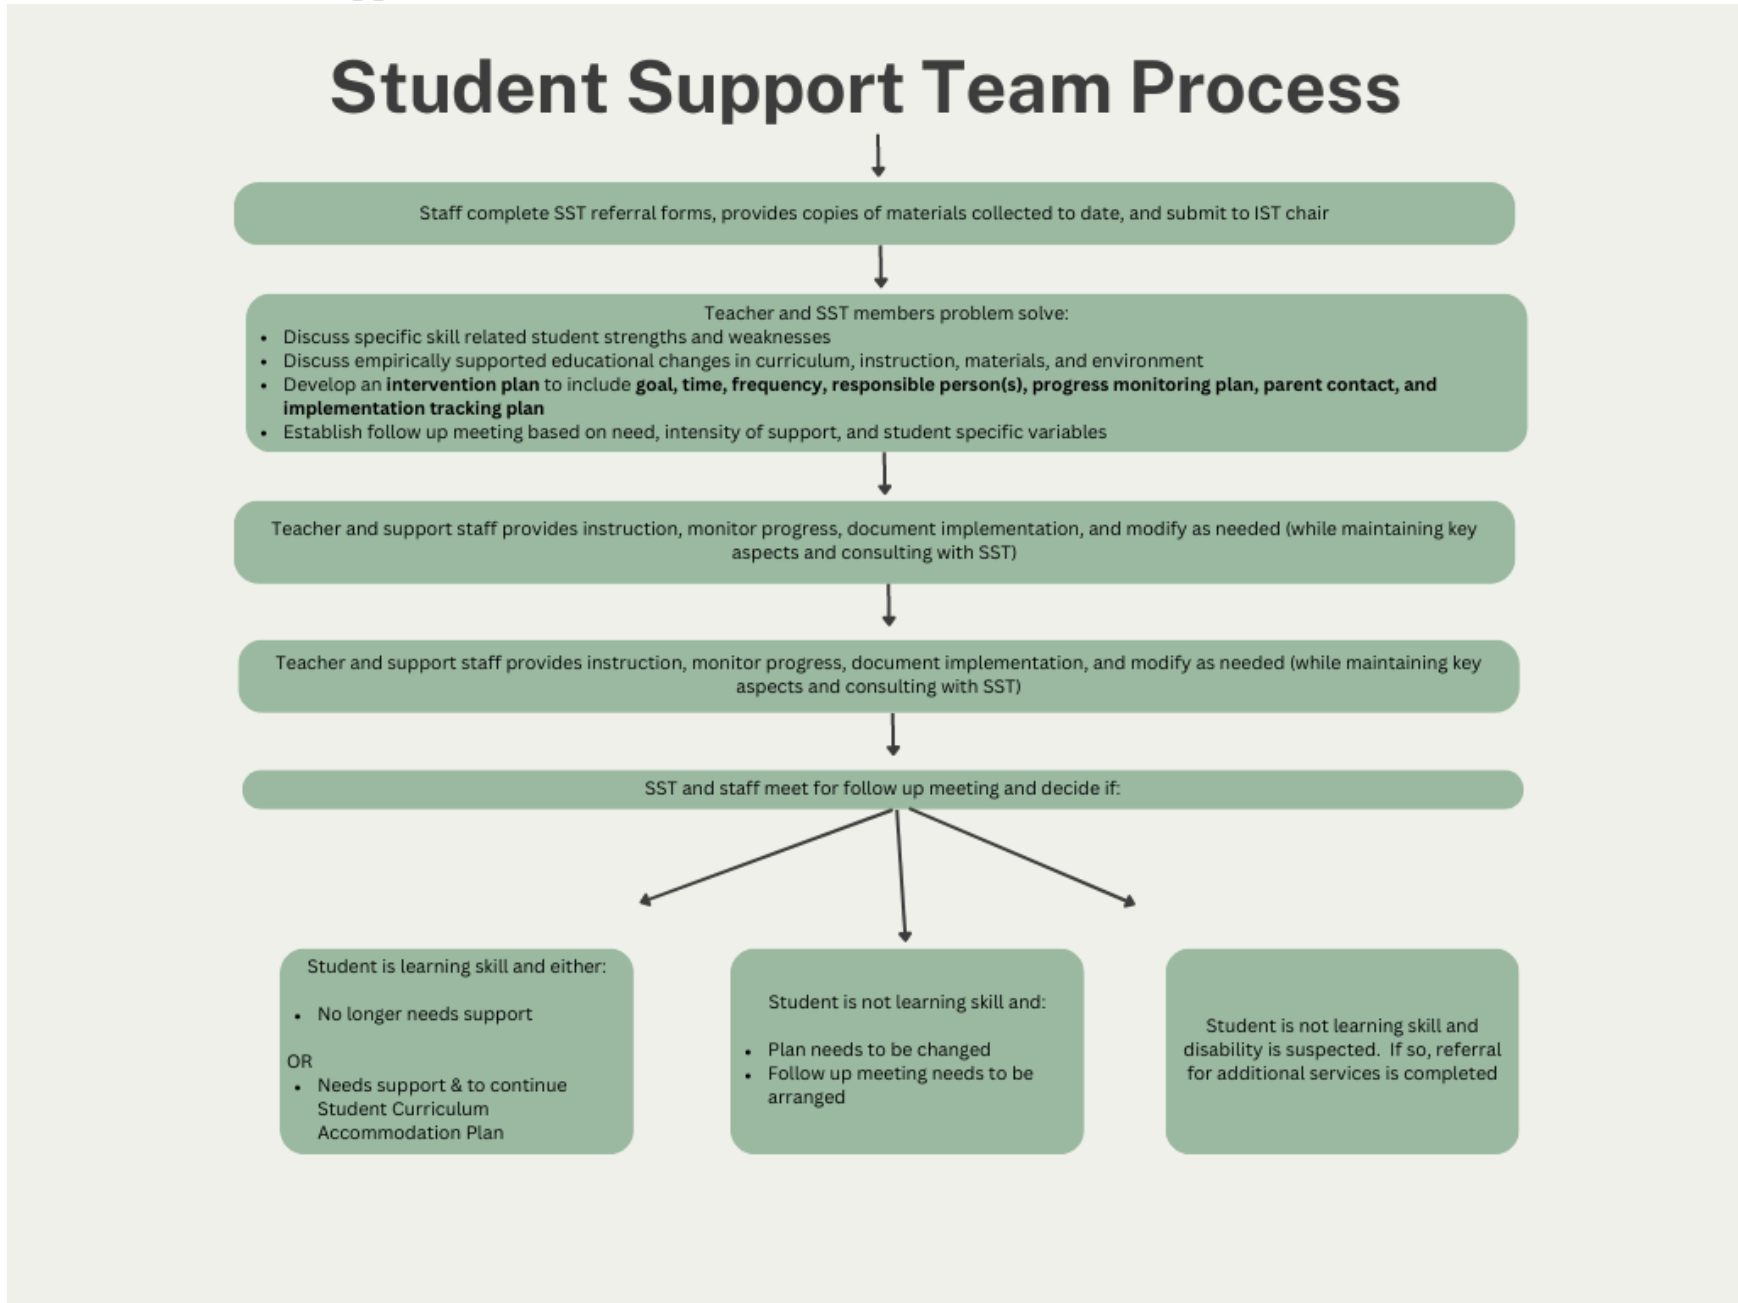 Student Support Team Process
Staff complete SST referral forms, provides copies of materials collected to date, and submit to IST chair
Teacher and SST members problem solve:
• Discuss specific skill related student strengths and weaknesses
• Discuss empirically supported educational changes in curriculum, instruction, materials, and environment
• Develop an intervention plan to include goal, time, frequency, responsible person(s), progress monitoring plan, parent contact, and
implementation tracking plan
• Establish follow up meeting based on need, intensity of support, and student specific variables
Teacher and support staff provides instruction, monitor progress, document implementation, and modify as needed (while maintaining key
aspects and consulting with SST)
Teacher and support staff provides instruction, monitor progress, document implementation, and modify as needed (while maintaining key
aspects and consulting with SST)
SST and staff meet for follow up meeting and decide if:
Student is learning skill and either:
• No longer needs support
OR
• Needs support & to continue
Student Curriculum
Accommodation Plan
Student is not learning skill and:
• Plan needs to be changed
• Follow up meeting needs to be
arranged
Student is not learning skill and
disability is suspected. If so, referral
for additional services is completed